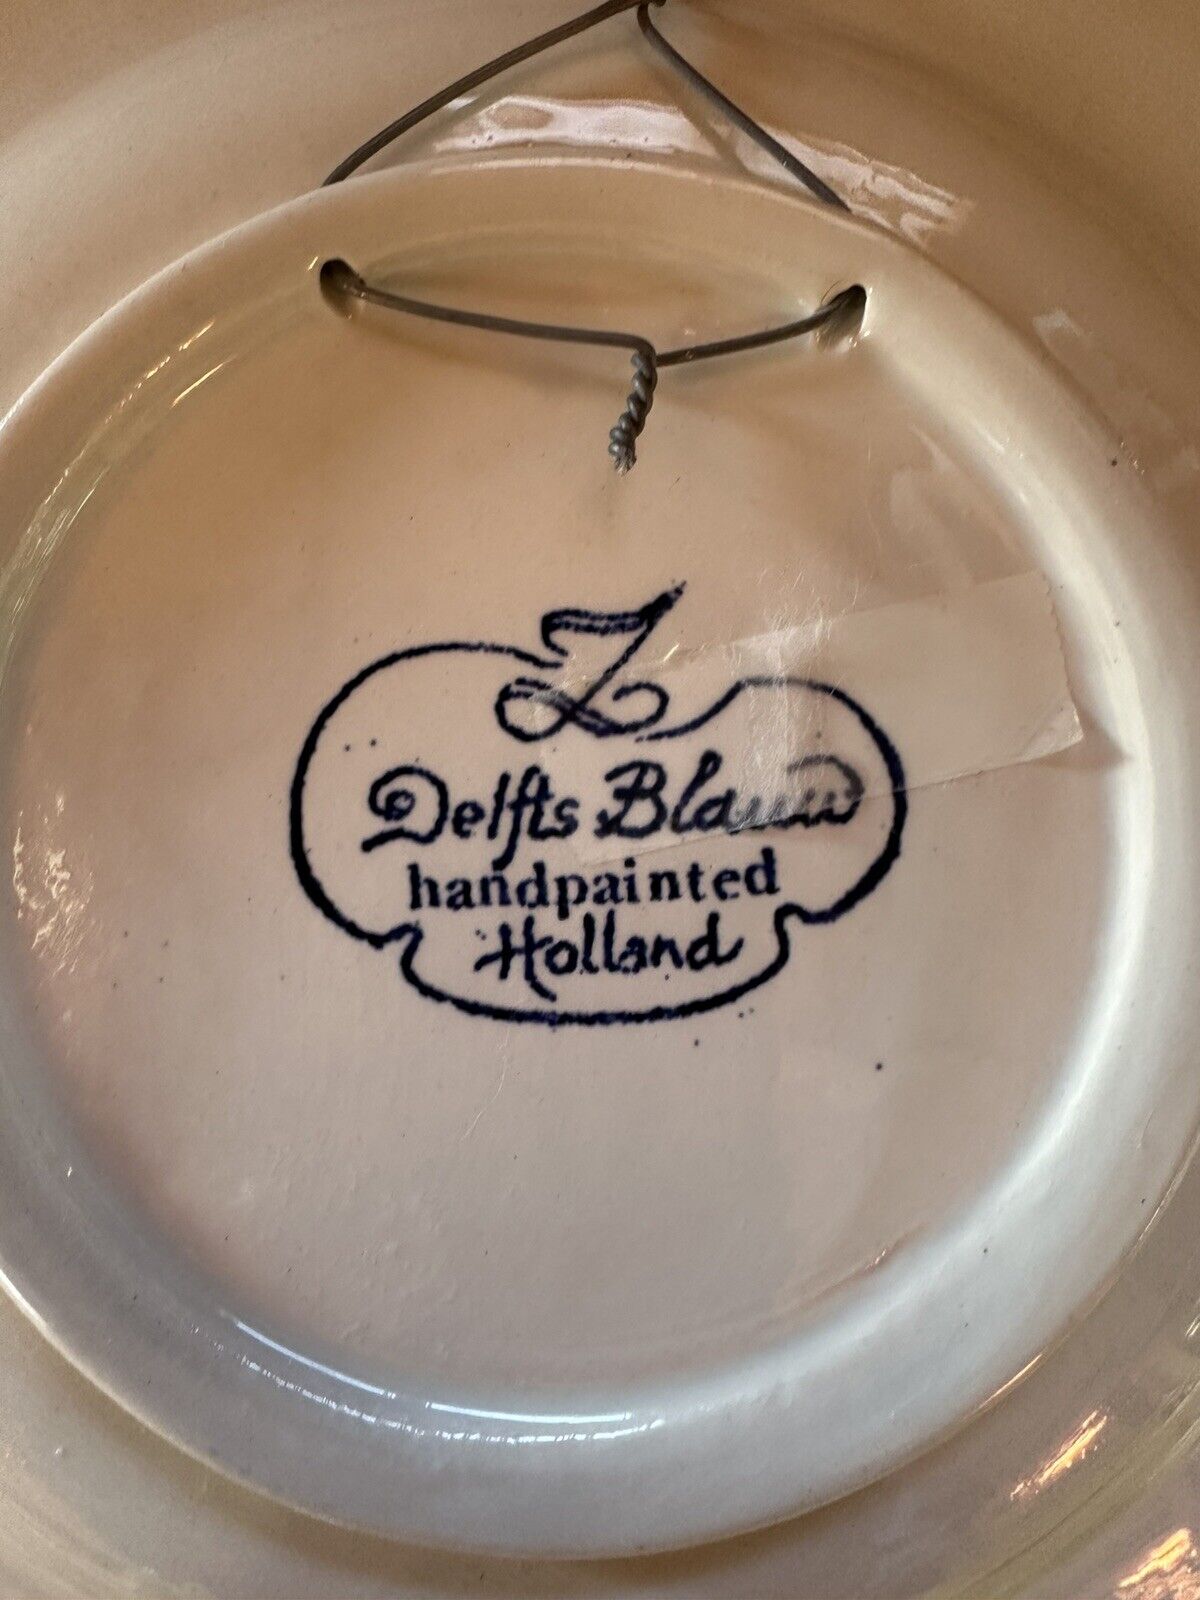 Z
Delfts Blauw
handpainted
Holland